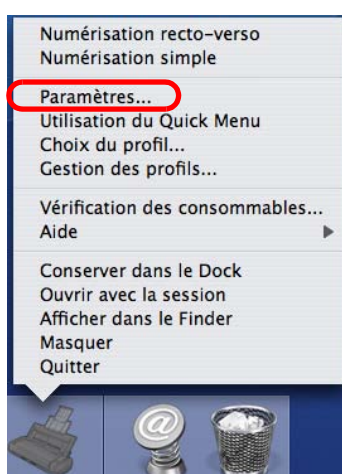 Numérisation recto-verso
Numérisation simple
Paramètres...
Utilisation du Quick Menu
Choix du profil...
Gestion des profils...
Vérification des consommables...
Aide
Conserver dans le Dock
Ouvrir avec la session
Afficher dans le Finder
Masquer
Quitter
@